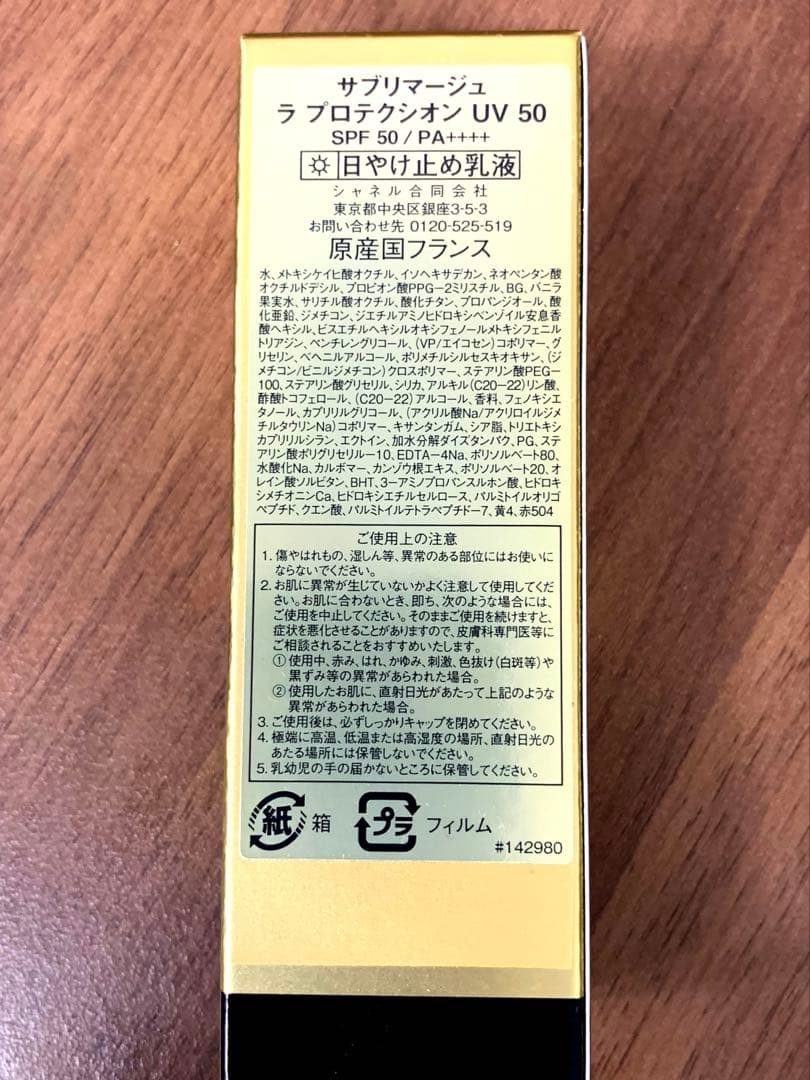 サブリマージュ
ラ プロテクシオン UV 50
SPF 50 / PA++++
日やけ止め乳液
シャネル合同会社
東京都中央区銀座3-5-3
お問い合わせ先 0120-525-519
原産国フランス
水、メトキシケイヒ酸オクチル、イソヘキサデカン、ネオペンタン酸
オクチルドデシル、プロピオン酸PPG-2ミリスチル、BG、バニラ
果実水、サリチル酸オクチル、酸化チタン、プロパンジオール、酸
化亜鉛、ジメチコン、ジエチルアミノヒドロキシベンゾイル安息香
酸ヘキシル、ビスエチルヘキシルオキシフェノールメトキシフェニル
トリアジン、ペンチレングリコール、(VP/エイコセン)コポリマー、グ
リセリン、ベヘニルアルコール、ポリメチルシルセスキオキサン、(ジ
メチコン/ビニルジメチコン)クロスポリマー、ステアリン酸PEG-
100、ステアリン酸グリセリル、シリカ、アルキル(C20-22)リン酸、
酢酸トコフェロール、(C20-22)アルコール、香料、フェノキシエ
タノール、カプリリルグリコール、(アクリル酸Na/アクリロイルジメ
チルタウリンNa)コポリマー、キサンタンガム、シア脂、トリエトキシ
カプリリルシラン、エクトイン、加水分解ダイズタンパク、PG、ステ
アリン酸ポリグリセリル-10、EDTA-4Na、ポリソルベート80、
水酸化Na、カルボマー、カンゾウ根エキス、ポリソルベート20、オ
レイン酸ソルビタン、BHT、3-アミノプロパンスルホン酸、ヒドロキ
シメチオニンCa、ヒドロキシエチルセルロース、パルミトイルオリゴ
ペプチド、クエン酸、パルミトイルテトラペプチド-7、黄4、赤504
ご使用上の注意
1. 傷やはれもの、湿しん等、異常のある部位にはお使いに
ならないでください。
2. お肌に異常が生じていないかよく注意して使用してくだ
さい。お肌に合わないとき、即ち、次のような場合には、
ご使用を中止してください。そのままご使用を続けますと、
症状を悪化させることがありますので、皮膚科専門医等に
ご相談されることをおすすめいたします。
① 使用中、赤み、はれ、かゆみ、刺激、色抜け(白斑等)や
黒ずみ等の異常があらわれた場合。
② 使用したお肌に、直射日光があたって上記のような
異常があらわれた場合。
3. ご使用後は、必ずしっかりキャップを閉めてください。
4. 極端に高温、低温または高湿度の場所、直射日光の
あたる場所には保管しないでください。
5. 乳幼児の手の届かないところに保管してください。
紙 箱 プラ フィルム
#142980